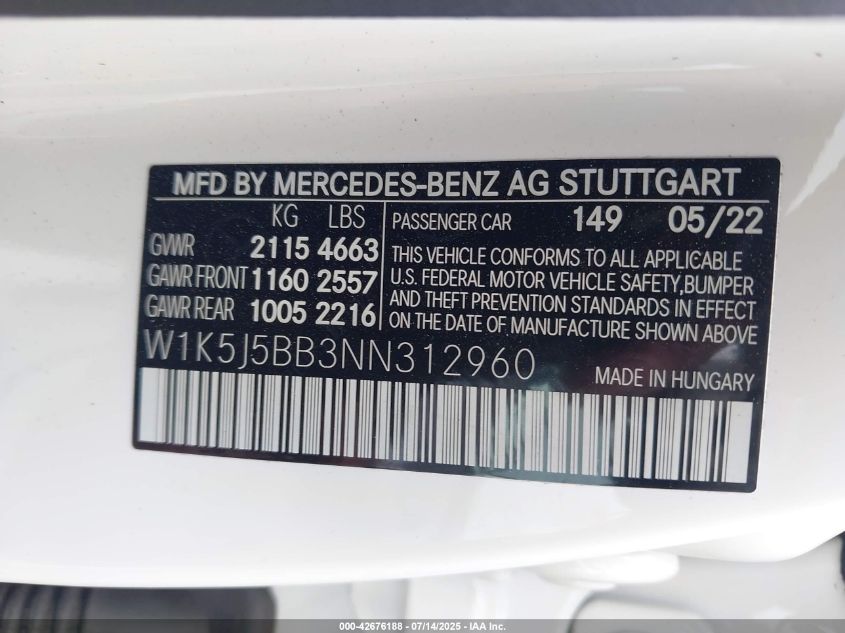 MFD BY MERCEDES-BENZ AG STUTTGART
KG LBS
GVWR 2115 4663
GAWR FRONT 1160 2557
GAWR REAR 1005 2216
PASSENGER CAR 149 05/22
THIS VEHICLE CONFORMS TO ALL APPLICABLE
U.S. FEDERAL MOTOR VEHICLE SAFETY,BUMPER
AND THEFT PREVENTION STANDARDS IN EFFECT
ON THE DATE OF MANUFACTURE SHOWN ABOVE
W1K5J5BB3NN312960
MADE IN HUNGARY
000-42676188 - 07/14/2025 - IAA Inc.